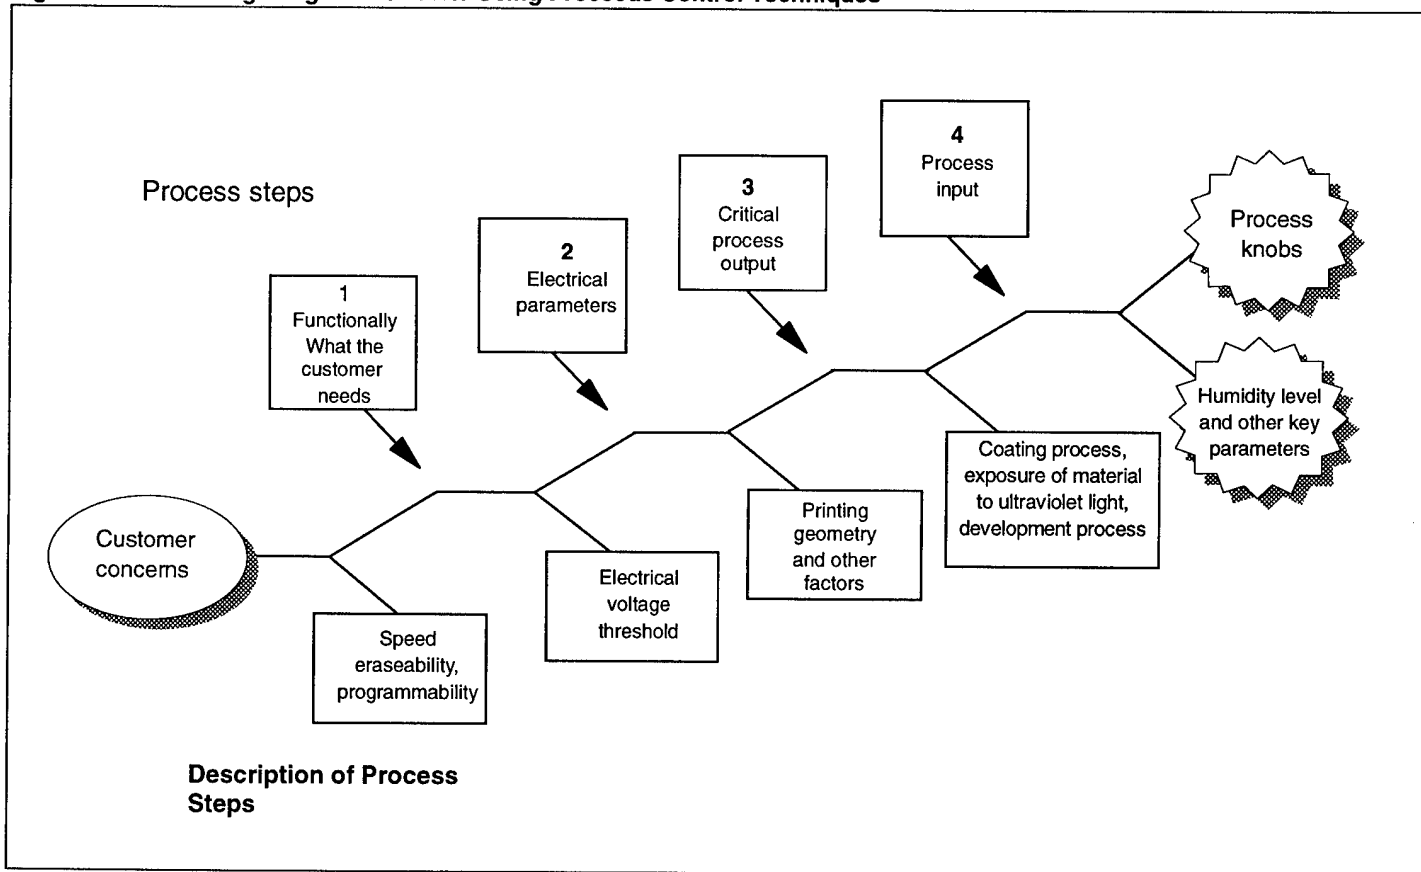 Process steps
1
Functionally
What the
customer
needs
2
Electrical
parameters
3
Critical
process
output
4
Process
input
Process
knobs
Humidity level
and other key
parameters
Customer
concerns
Speed
eraseability,
programmability
Electrical
voltage
threshold
Printing
geometry
and other
factors
Coating process,
exposure of material
to ultraviolet light,
development process
Description of Process
Steps